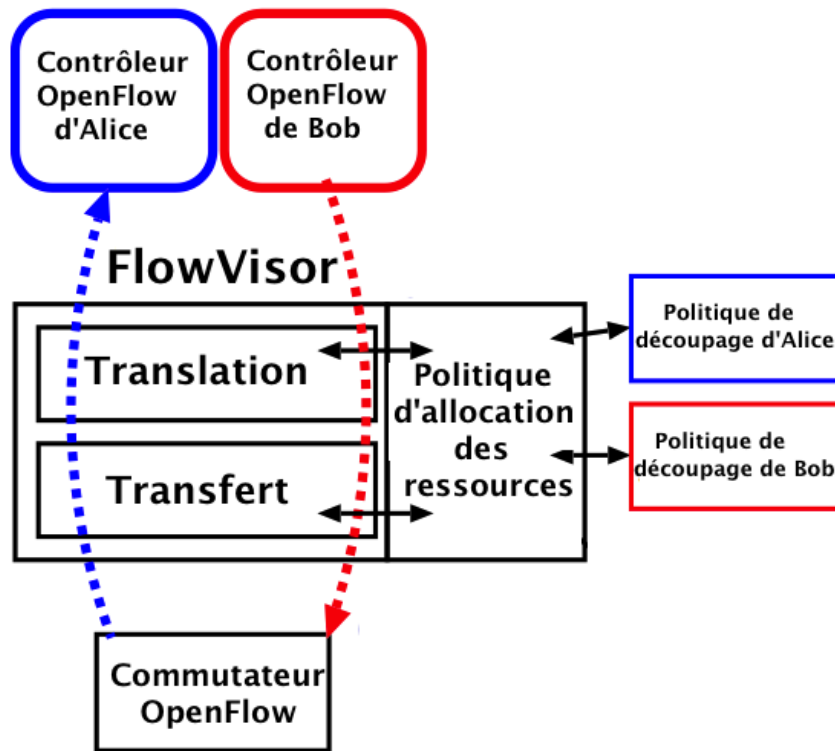 Contrôleur
OpenFlow
d'Alice
Contrôleur
OpenFlow
de Bob
FlowVisor
Translation
Transfert
Politique
d'allocation
des
ressources
Politique de
découpage d'Alice
Politique de
découpage de Bob
Commutateur
OpenFlow